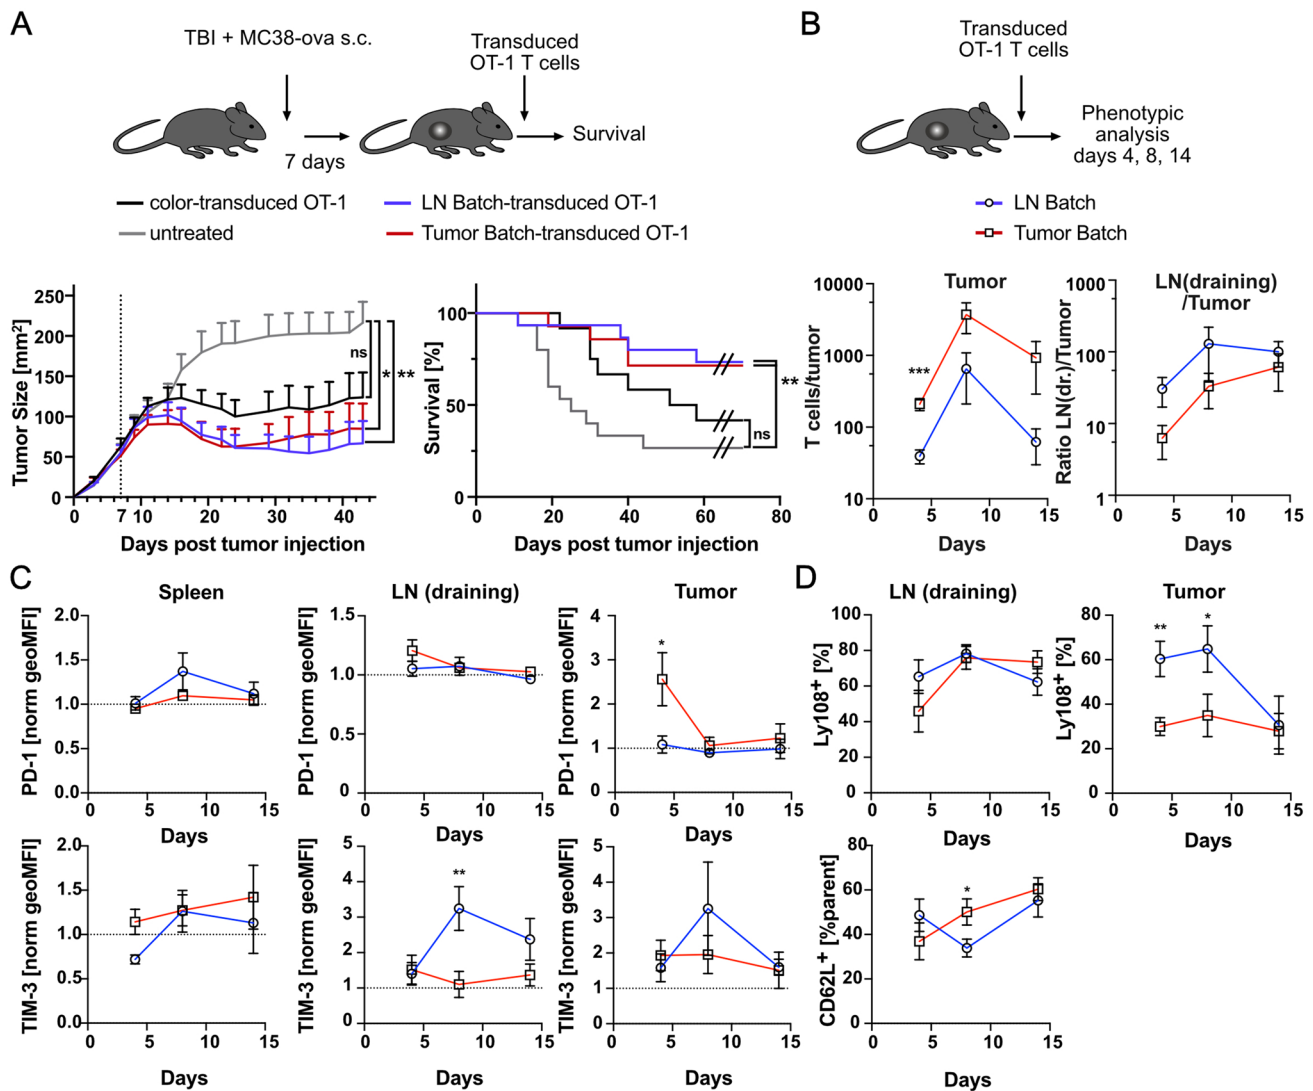 A
TBI + MC38-ova s.c.
Transduced
OT-1 T cells
7 days
Survival
color-transduced OT-1
LN Batch-transduced OT-1
untreated
Tumor Batch-transduced OT-1
Tumor Size [mm²]
250
200
150
100
50
0
ns
*
**
0
7
10
20
30
40
Days post tumor injection
Survival [%]
100
50
0
**
ns
0
20
40
60
80
Days post tumor injection
B
Transduced
OT-1 T cells
Phenotypic
analysis
days 4, 8, 14
LN Batch
Tumor Batch
Tumor
T cells/tumor
10000
1000
100
10
***
0
5
10
15
Days
LN(draining)
/Tumor
Ratio LN(dr.)/Tumor
1000
100
10
1
0
5
10
15
Days
C
Spleen
PD-1 [norm geoMFI]
2.0
1.5
1.0
0.5
0.0
0
5
10
15
Days
LN (draining)
PD-1 [norm geoMFI]
1.5
1.0
0.5
0
0
5
10
15
Days
Tumor
PD-1 [norm geoMFI]
4
3
2
1
0
*
0
5
10
15
Days
TIM-3 [norm geoMFI]
2.0
1.5
1.0
0.5
0.0
0
5
10
15
Days
TIM-3 [norm geoMFI]
5
4
3
2
1
0
**
0
5
10
15
Days
TIM-3 [norm geoMFI]
5
4
3
2
1
0
0
5
10
15
Days
D
LN (draining)
Ly108⁺ [%]
100
80
60
40
20
0
0
5
10
15
Days
Tumor
Ly108⁺ [%]
80
60
40
20
0
**
*
0
5
10
15
Days
CD62L⁺ [%parent]
80
60
40
20
0
*
0
5
10
15
Days